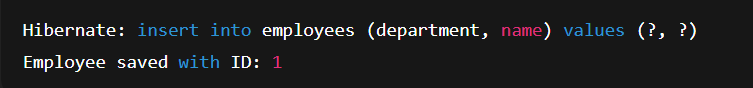 Hibernate: insert into employees (department, name) values (?, ?)
Employee saved with ID: 1